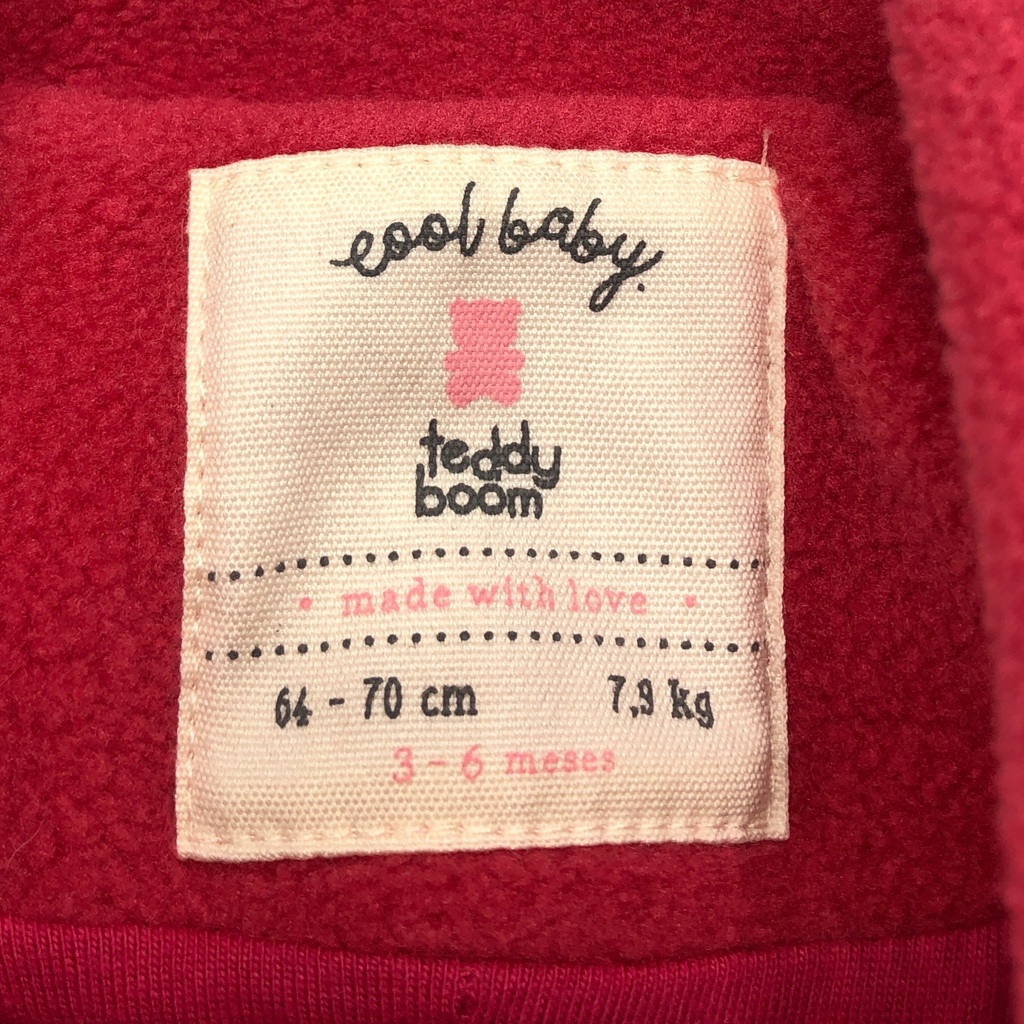 cool baby.
teddy
boom
• made with love •
64 - 70 cm 7,9 kg
3 - 6 meses